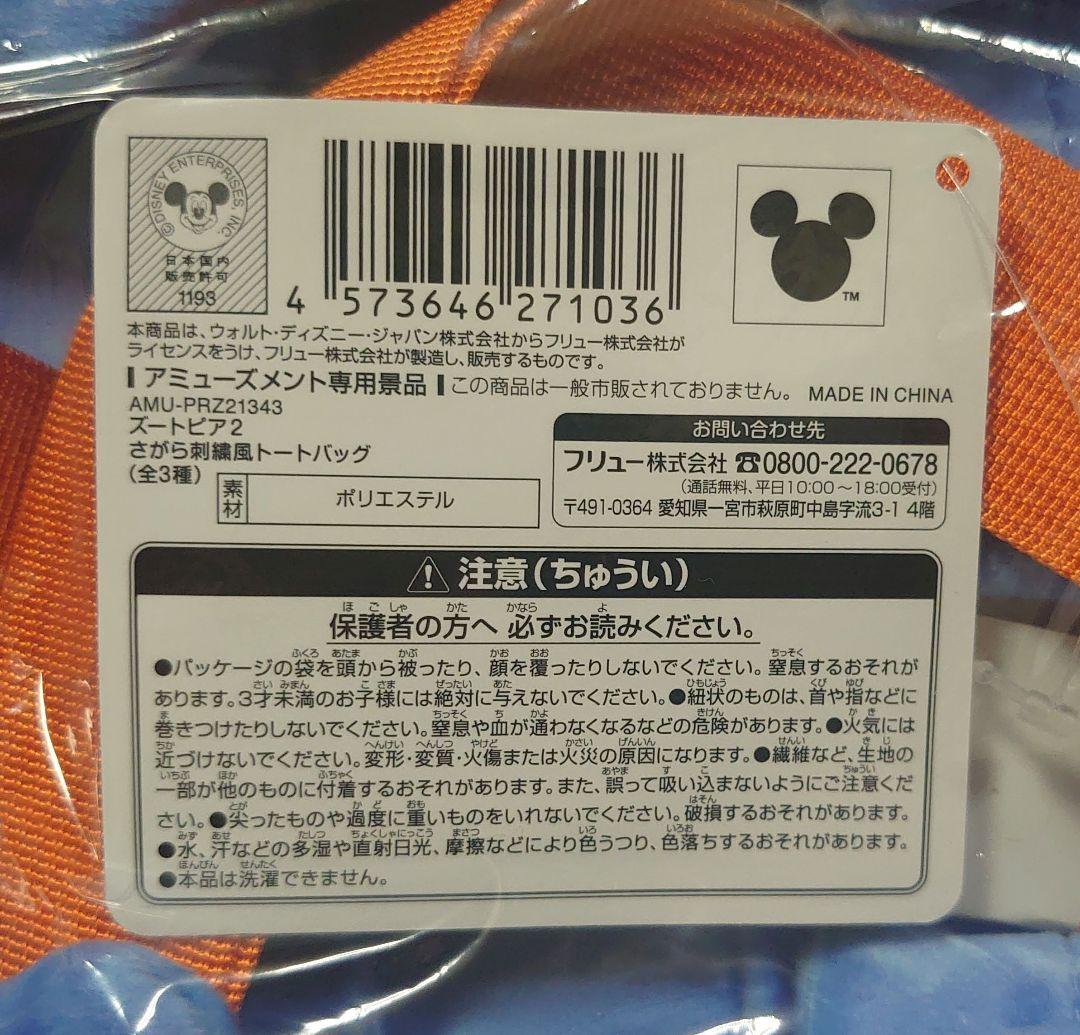 ©DISNEY ENTERPRISES, INC.
日本国内
販売許可
1193
4 573646 271036
TM
本商品は、ウォルト・ディズニー・ジャパン株式会社からフリュー株式会社が
ライセンスをうけ、フリュー株式会社が製造し、販売するものです。
アミューズメント専用景品 この商品は一般市販されておりません。 MADE IN CHINA
AMU-PRZ21343
ズートピア2
さがら刺繍風トートバッグ
(全3種)
素材 ポリエステル
お問い合わせ先
フリュー株式会社 ☎0800-222-0678
(通話無料、平日10:00〜18:00受付)
〒491-0364 愛知県一宮市萩原町中島字流3-1 4階
注意(ちゅうい)
保護者の方へ 必ずお読みください。
●パッケージの袋を頭から被ったり、顔を覆ったりしないでください。窒息するおそれが
あります。3才未満のお子様には絶対に与えないでください。●紐状のものは、首や指などに
巻きつけたりしないでください。窒息や血が通わなくなるなどの危険があります。●火気には
近づけないでください。変形・変質・火傷または火災の原因になります。●繊維など、生地の
一部が他のものに付着するおそれがあります。また、誤って吸い込まないようにご注意くだ
さい。●尖ったものや過度に重いものをいれないでください。破損するおそれがあります。
●水、汗などの多湿や直射日光、摩擦などにより色うつり、色落ちするおそれがあります。
●本品は洗濯できません。